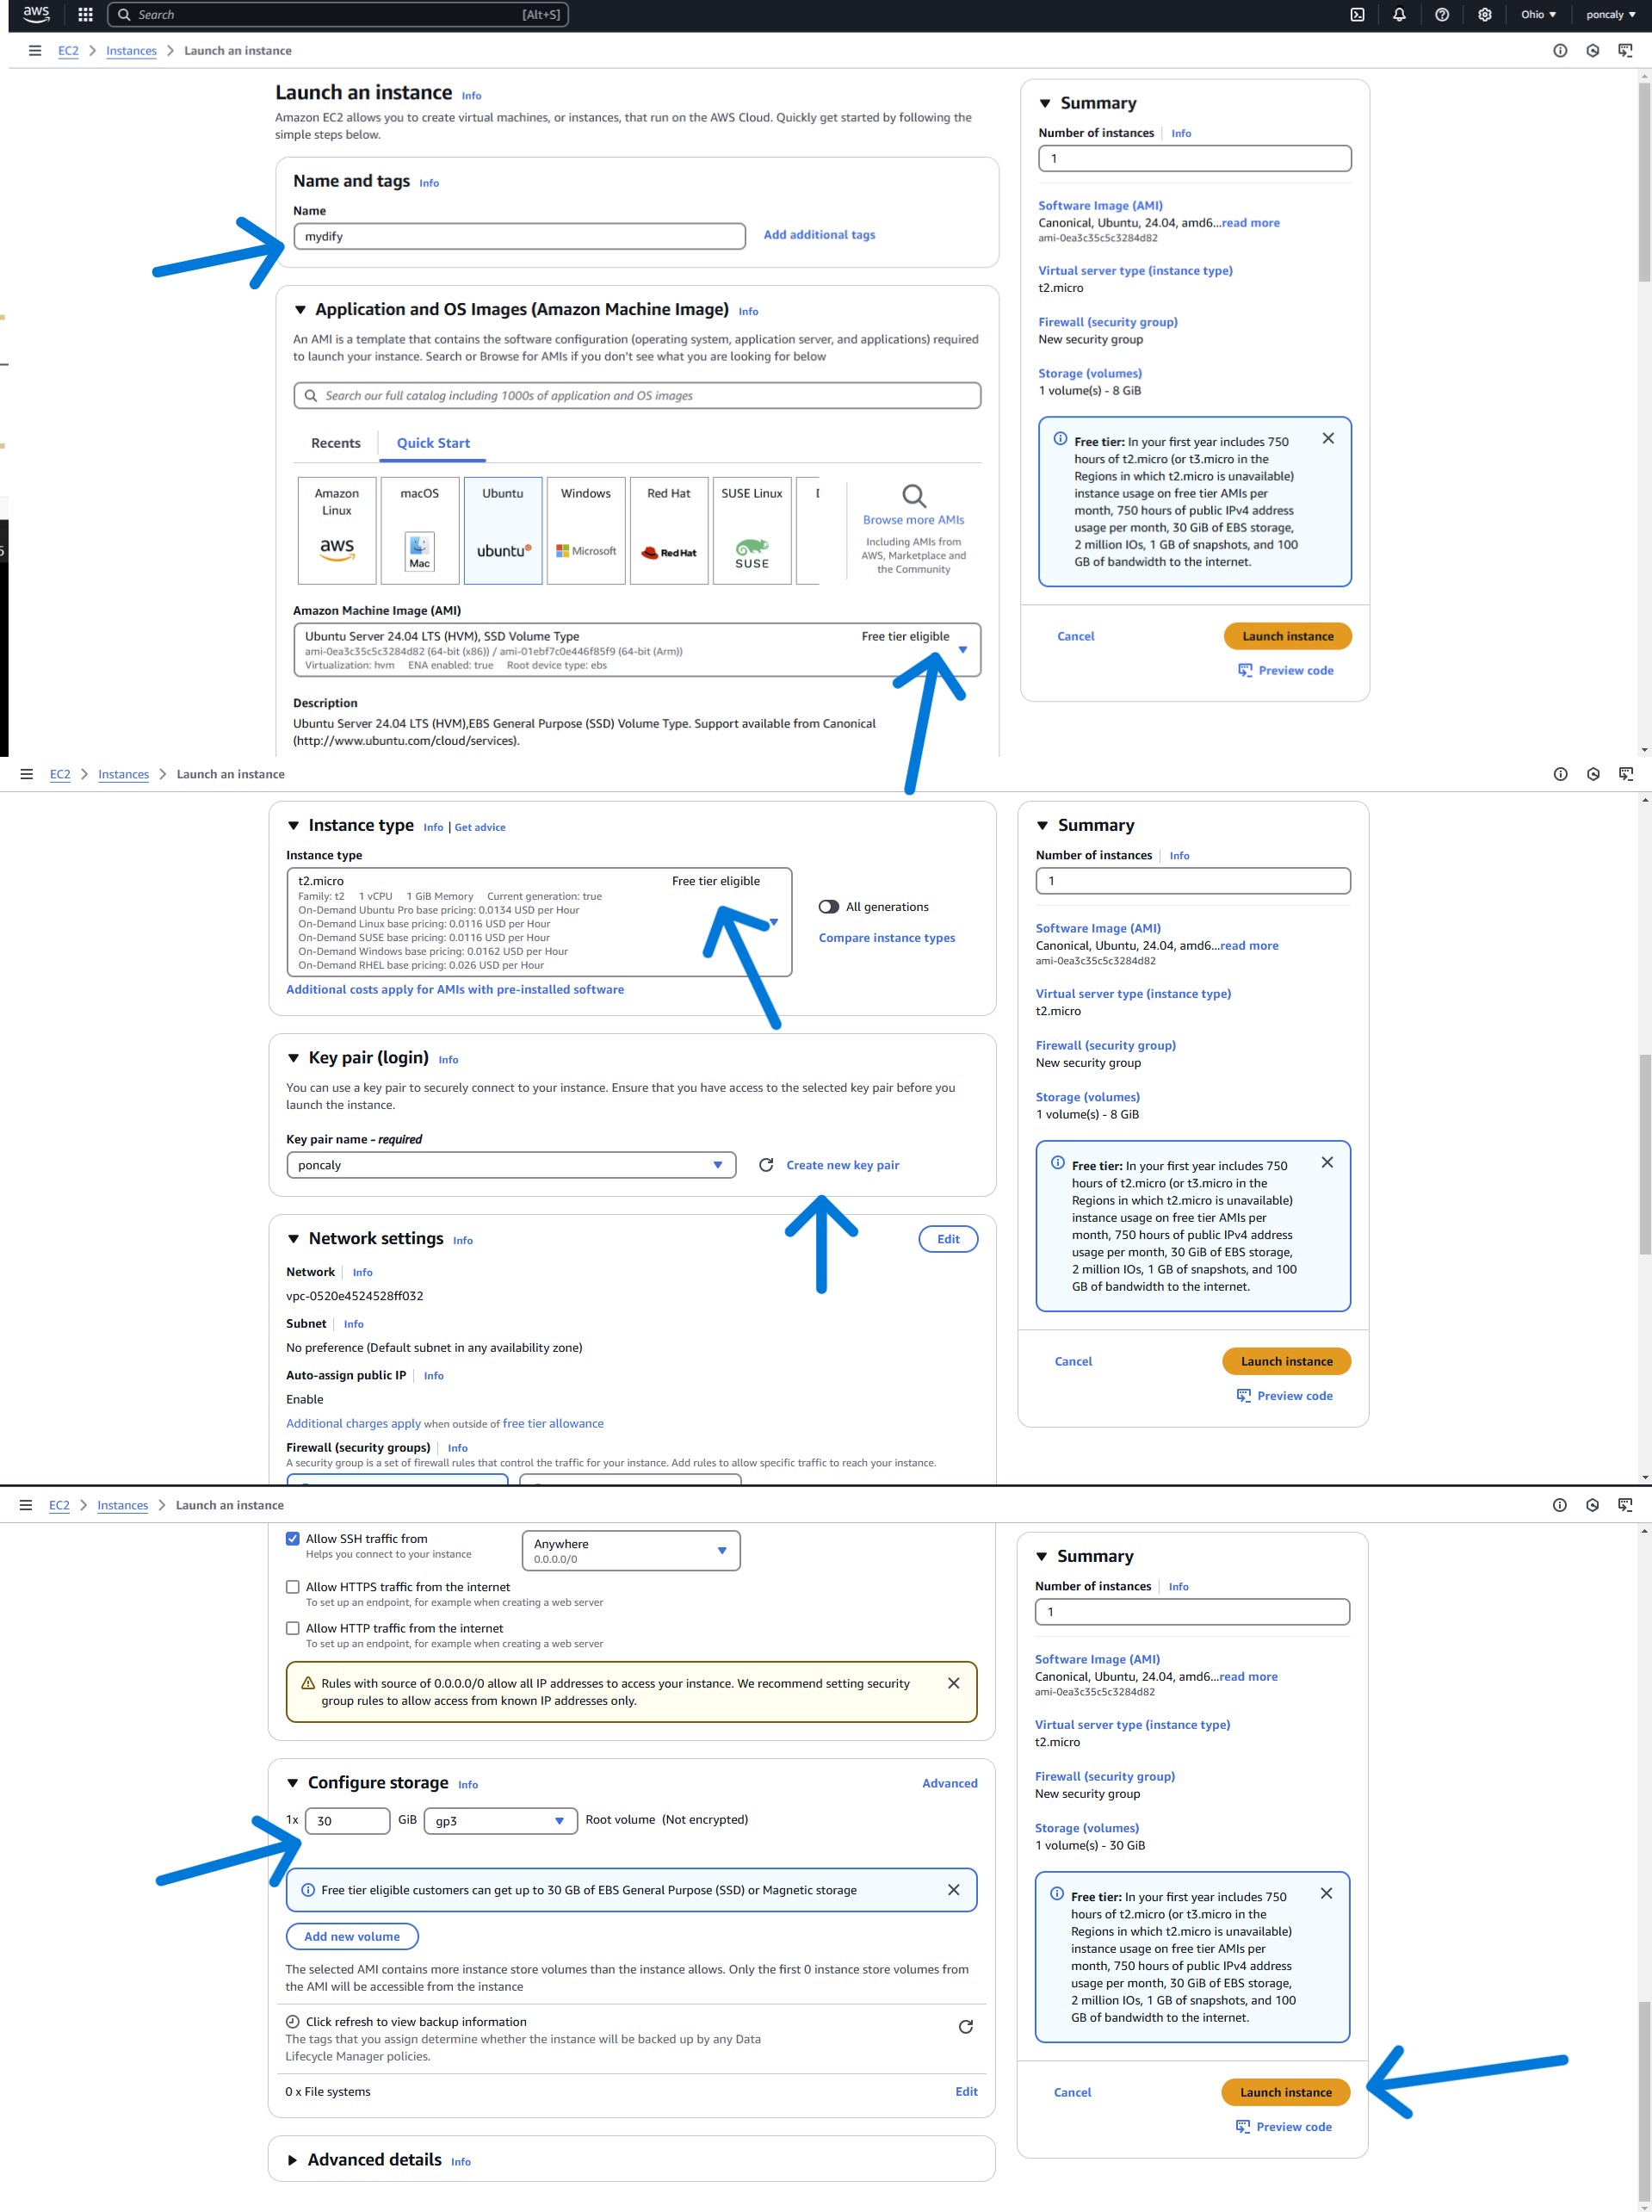 aws
Search [Alt+S]
Ohio
poncaly
EC2 > Instances > Launch an instance
Launch an instance Info
Amazon EC2 allows you to create virtual machines, or instances, that run on the AWS Cloud. Quickly get started by following the
simple steps below.
Name and tags Info
Name
mydify
Add additional tags
Application and OS Images (Amazon Machine Image) Info
An AMI is a template that contains the software configuration (operating system, application server, and applications) required
to launch your instance. Search or Browse for AMIs if you don't see what you are looking for below
Search our full catalog including 1000s of application and OS images
Recents
Quick Start
Amazon
Linux
aws
macOS
Mac
Ubuntu
ubuntu
Windows
Microsoft
Red Hat
Red Hat
SUSE Linux
SUSE
Browse more AMIs
Including AMIs from
AWS, Marketplace and
the Community
Amazon Machine Image (AMI)
Ubuntu Server 24.04 LTS (HVM), SSD Volume Type
Free tier eligible
ami-0ea3c35c5c3284d82 (64-bit (x86)) / ami-01ebf7c0e446f85f9 (64-bit (Arm))
Virtualization: hvm ENA enabled: true Root device type: ebs
Description
Ubuntu Server 24.04 LTS (HVM),EBS General Purpose (SSD) Volume Type. Support available from Canonical
(http://www.ubuntu.com/cloud/services).
Summary
Number of instances Info
1
Software Image (AMI)
Canonical, Ubuntu, 24.04, amd6...read more
ami-0ea3c35c5c3284d82
Virtual server type (instance type)
t2.micro
Firewall (security group)
New security group
Storage (volumes)
1 volume(s) - 8 GiB
Free tier: In your first year includes 750
hours of t2.micro (or t3.micro in the
Regions in which t2.micro is unavailable)
instance usage on free tier AMIs per
month, 750 hours of public IPv4 address
usage per month, 30 GiB of EBS storage,
2 million IOs, 1 GB of snapshots, and 100
GB of bandwidth to the internet.
Cancel
Launch instance
Preview code
EC2 > Instances > Launch an instance
Instance type Info | Get advice
Instance type
t2.micro
Free tier eligible
Family: t2 1 vCPU 1 GiB Memory Current generation: true
On-Demand Ubuntu Pro base pricing: 0.0134 USD per Hour
On-Demand Linux base pricing: 0.0116 USD per Hour
On-Demand SUSE base pricing: 0.0116 USD per Hour
On-Demand Windows base pricing: 0.0162 USD per Hour
On-Demand RHEL base pricing: 0.026 USD per Hour
All generations
Compare instance types
Additional costs apply for AMIs with pre-installed software
Key pair (login) Info
You can use a key pair to securely connect to your instance. Ensure that you have access to the selected key pair before you
launch the instance.
Key pair name - required
poncaly
Create new key pair
Network settings Info
Edit
Network Info
vpc-0520e4524528ff032
Subnet Info
No preference (Default subnet in any availability zone)
Auto-assign public IP Info
Enable
Additional charges apply when outside of free tier allowance
Firewall (security groups) Info
A security group is a set of firewall rules that control the traffic for your instance. Add rules to allow specific traffic to reach your instance.
Summary
Number of instances Info
1
Software Image (AMI)
Canonical, Ubuntu, 24.04, amd6...read more
ami-0ea3c35c5c3284d82
Virtual server type (instance type)
t2.micro
Firewall (security group)
New security group
Storage (volumes)
1 volume(s) - 8 GiB
Free tier: In your first year includes 750
hours of t2.micro (or t3.micro in the
Regions in which t2.micro is unavailable)
instance usage on free tier AMIs per
month, 750 hours of public IPv4 address
usage per month, 30 GiB of EBS storage,
2 million IOs, 1 GB of snapshots, and 100
GB of bandwidth to the internet.
Cancel
Launch instance
Preview code
EC2 > Instances > Launch an instance
Allow SSH traffic from
Helps you connect to your instance
Anywhere
0.0.0.0/0
Allow HTTPS traffic from the internet
To set up an endpoint, for example when creating a web server
Allow HTTP traffic from the internet
To set up an endpoint, for example when creating a web server
Rules with source of 0.0.0.0/0 allow all IP addresses to access your instance. We recommend setting security
group rules to allow access from known IP addresses only.
Configure storage Info
Advanced
1x 30 GiB gp3 Root volume (Not encrypted)
Free tier eligible customers can get up to 30 GB of EBS General Purpose (SSD) or Magnetic storage
Add new volume
The selected AMI contains more instance store volumes than the instance allows. Only the first 0 instance store volumes from
the AMI will be accessible from the instance
Click refresh to view backup information
The tags that you assign determine whether the instance will be backed up by any Data
Lifecycle Manager policies.
0 x File systems
Edit
Advanced details Info
Summary
Number of instances Info
1
Software Image (AMI)
Canonical, Ubuntu, 24.04, amd6...read more
ami-0ea3c35c5c3284d82
Virtual server type (instance type)
t2.micro
Firewall (security group)
New security group
Storage (volumes)
1 volume(s) - 30 GiB
Free tier: In your first year includes 750
hours of t2.micro (or t3.micro in the
Regions in which t2.micro is unavailable)
instance usage on free tier AMIs per
month, 750 hours of public IPv4 address
usage per month, 30 GiB of EBS storage,
2 million IOs, 1 GB of snapshots, and 100
GB of bandwidth to the internet.
Cancel
Launch instance
Preview code